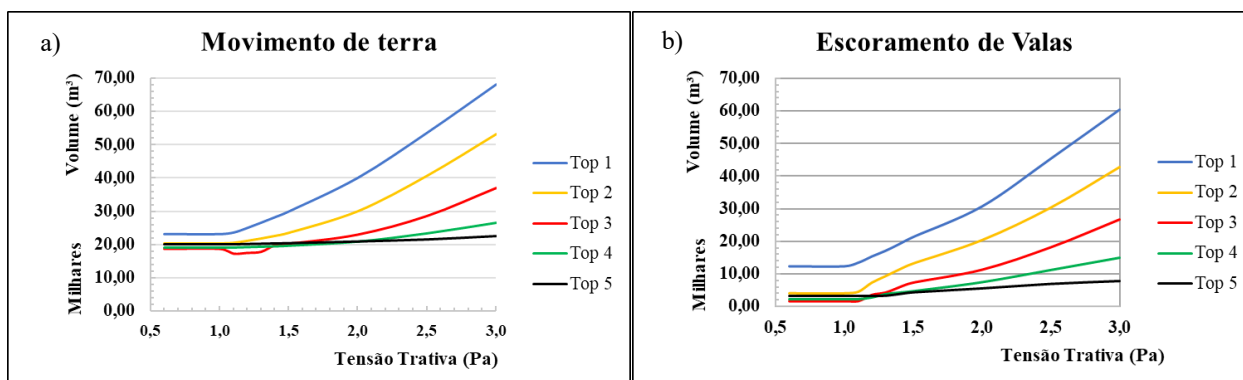 a)
Movimento de terra
Milhares Volume (m³)
70,00
60,00
50,00
40,00
30,00
20,00
10,00
0,00
0,5 1,0 1,5 2,0 2,5 3,0
Tensão Trativa (Pa)
Top 1
Top 2
Top 3
Top 4
Top 5
b)
Escoramento de Valas
Milhares Volume (m³)
70,00
60,00
50,00
40,00
30,00
20,00
10,00
0,00
0,5 1,0 1,5 2,0 2,5 3,0
Tensão Trativa (Pa)
Top 1
Top 2
Top 3
Top 4
Top 5